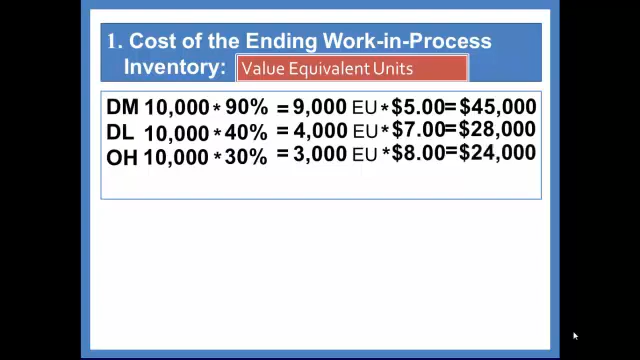 1. Cost of the Ending Work-in-Process
Inventory: Value Equivalent Units
DM 10,000 * 90% = 9,000 EU * $5.00= $45,000
DL 10,000 * 40% = 4,000 EU * $7.00= $28,000
OH 10,000 * 30% = 3,000 EU * $8.00= $24,000